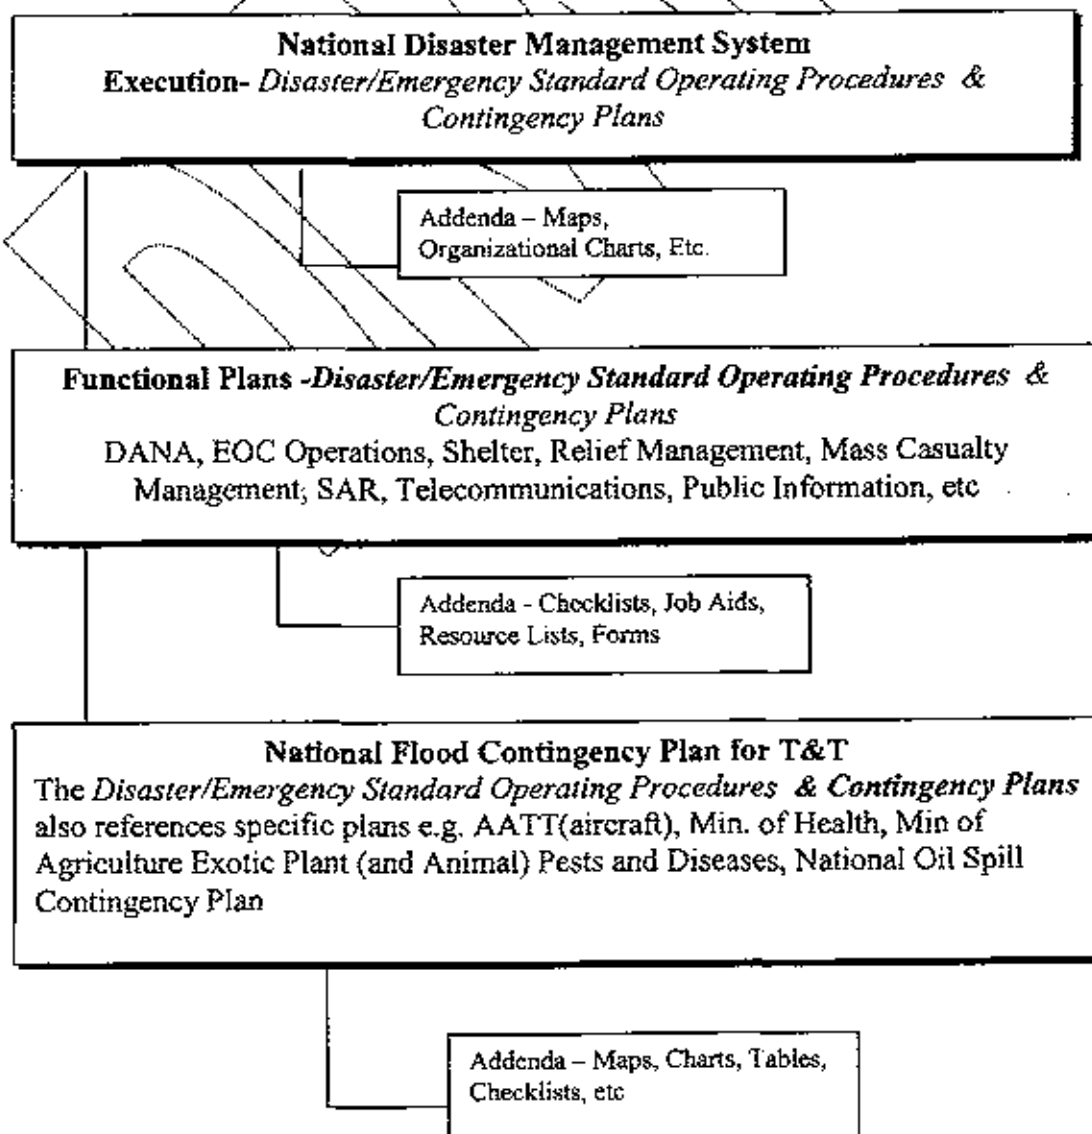 National Disaster Management System
Execution- Disaster/Emergency Standard Operating Procedures &
Contingency Plans
Addenda – Maps,
Organizational Charts, Etc.
Functional Plans -Disaster/Emergency Standard Operating Procedures &
Contingency Plans
DANA, EOC Operations, Shelter, Relief Management, Mass Casualty
Management, SAR, Telecommunications, Public Information, etc
Addenda - Checklists, Job Aids,
Resource Lists, Forms
National Flood Contingency Plan for T&T
The Disaster/Emergency Standard Operating Procedures & Contingency Plans
also references specific plans e.g. AATT(aircraft), Min. of Health, Min of
Agriculture Exotic Plant (and Animal) Pests and Diseases, National Oil Spill
Contingency Plan
Addenda – Maps, Charts, Tables,
Checklists, etc